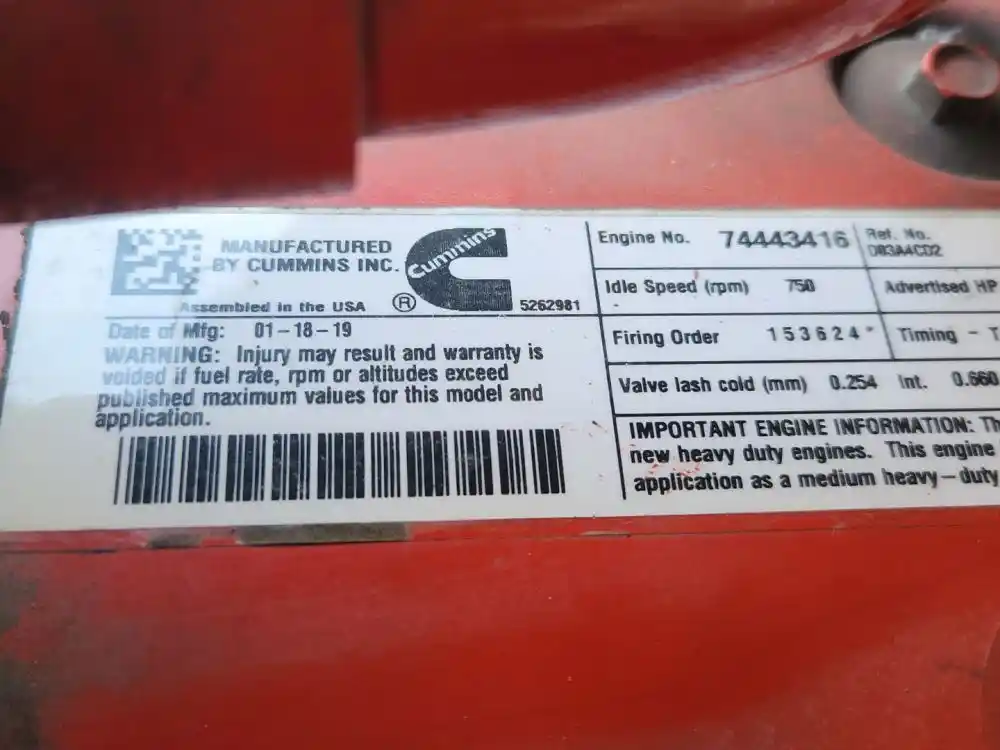 MANUFACTURED
BY CUMMINS INC.
Cummins
Assembled in the USA ®
5262981
Date of Mfg: 01-18-19
WARNING: Injury may result and warranty is
voided if fuel rate, rpm or altitudes exceed
published maximum values for this model and
application.
Engine No. 74443416
Ref. No.
D03A4CD2
Idle Speed (rpm) 750
Advertised HP
Firing Order 153624*
Timing - T
Valve lash cold (mm) 0.254 Int. 0.660
IMPORTANT ENGINE INFORMATION: Th
new heavy duty engines. This engine
application as a medium heavy-duty